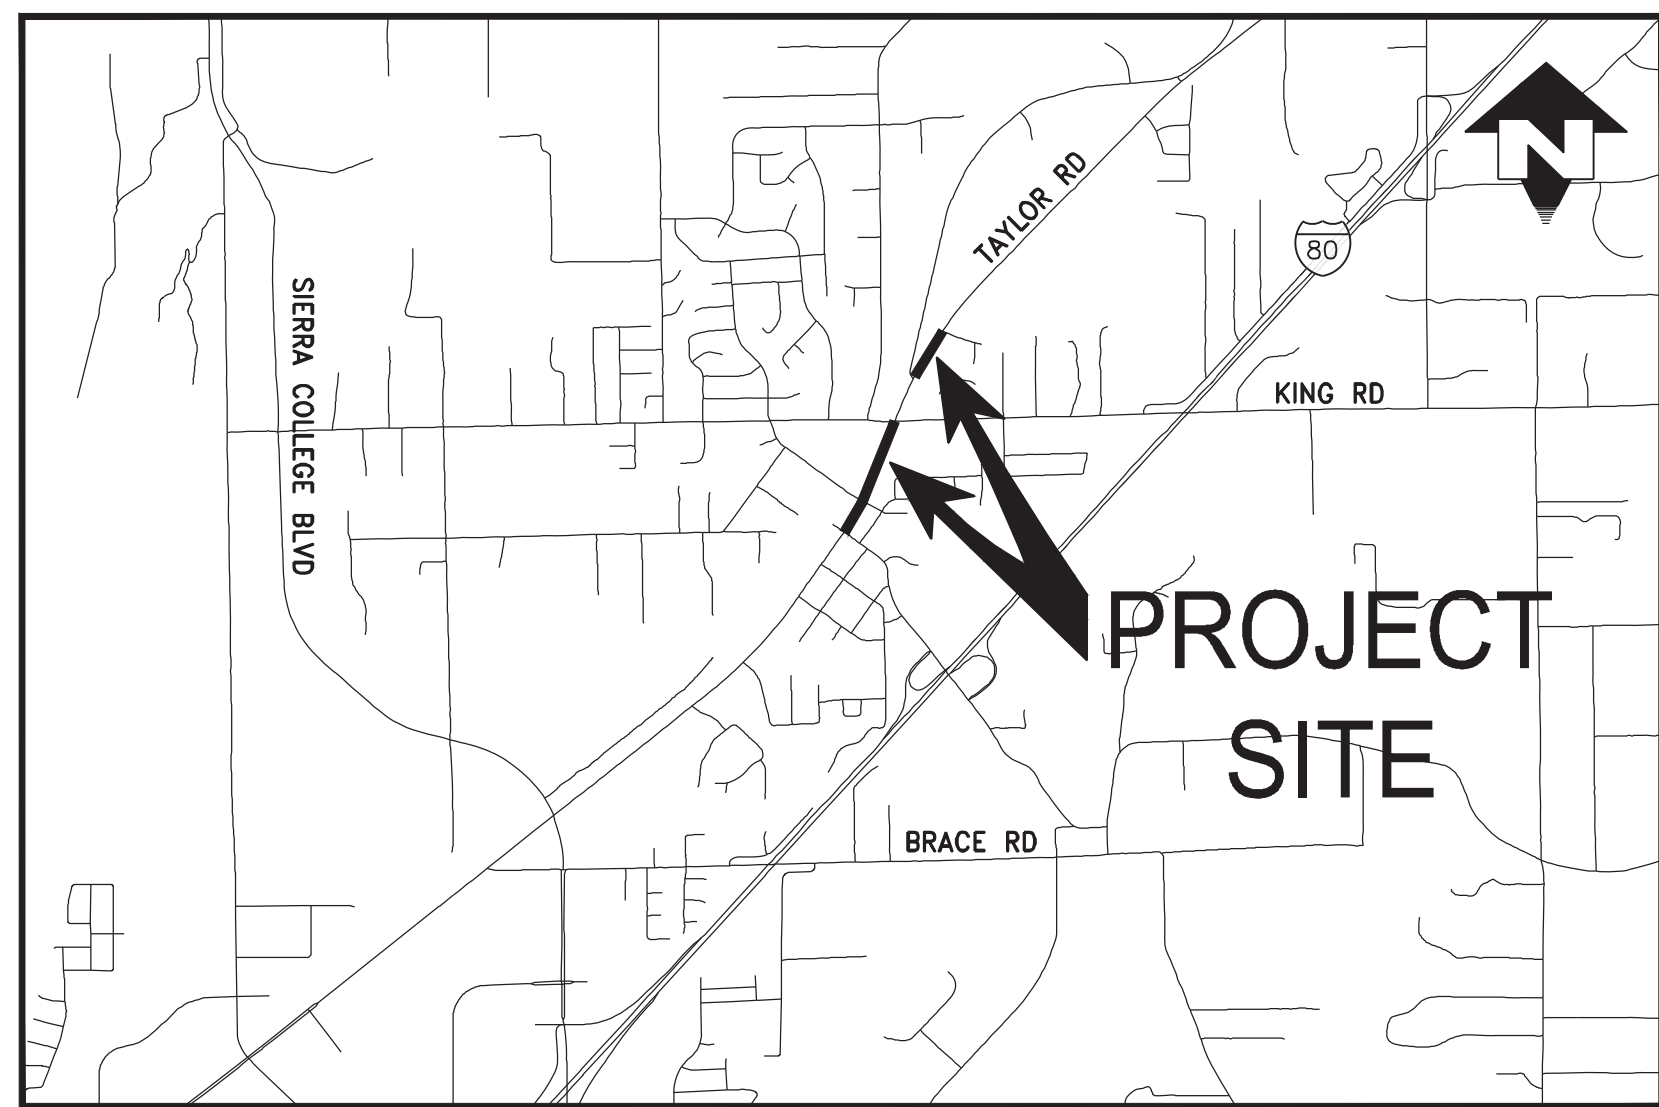 N
TAYLOR RD
80
SIERRA COLLEGE BLVD
KING RD
PROJECT
SITE
BRACE RD